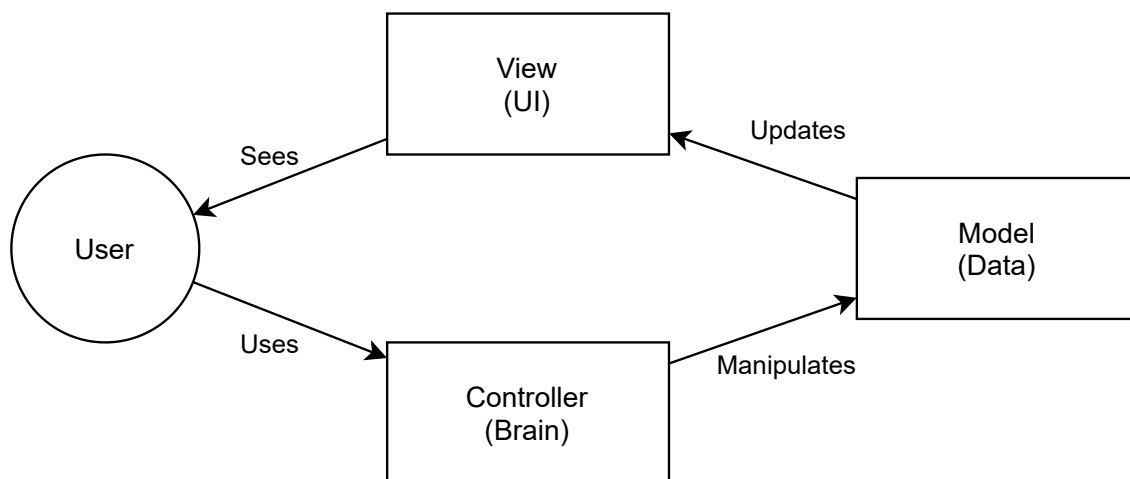 View
(UI)
Updates
Sees
User
Model
(Data)
Uses
Manipulates
Controller
(Brain)